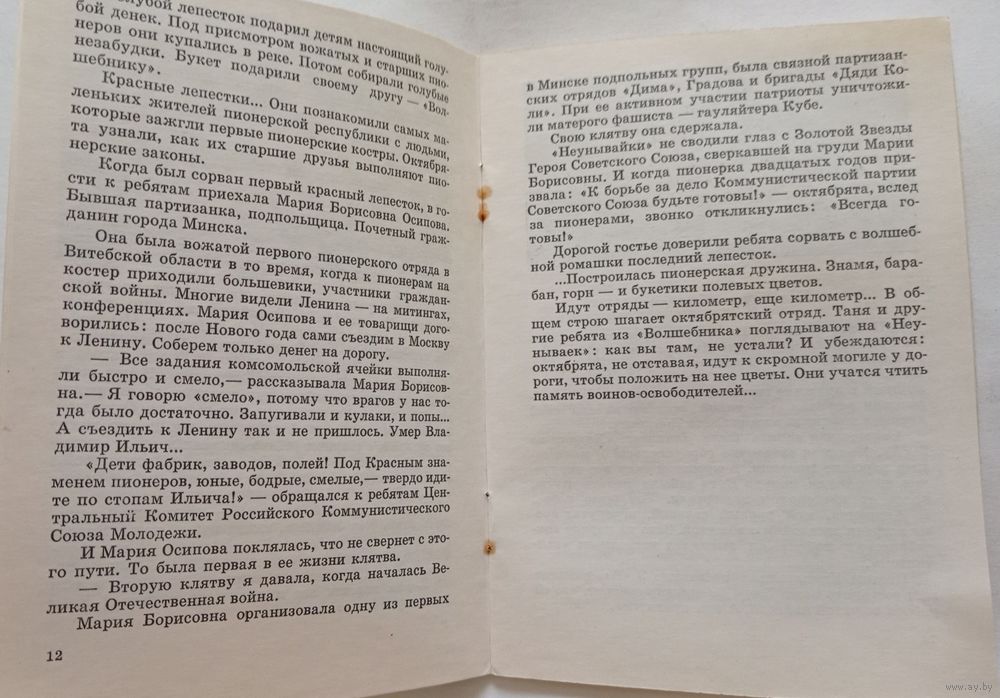 лубой лепесток подарил детям настоящий голу-
бой денек. Под присмотром вожатых и старших пио-
неров они купались в реке. Потом собирали голубые
незабудки. Букет подарили своему другу — «Вол-
шебнику».
Красные лепестки... Они познакомили самых ма-
леньких жителей пионерской республики с людьми,
которые зажгли первые пионерские костры. Октября-
та узнали, как их старшие друзья выполняют пио-
нерские законы.
Когда был сорван первый красный лепесток, в го-
сти к ребятам приехала Мария Борисовна Осипова.
Бывшая партизанка, подпольщица. Почетный граж-
данин города Минска.
Она была вожатой первого пионерского отряда в
Витебской области в то время, когда к пионерам на
костер приходили большевики, участники граждан-
ской войны. Многие видели Ленина — на митингах,
конференциях. Мария Осипова и ее товарищи дого-
ворились: после Нового года сами съездим в Москву
к Ленину. Соберем только денег на дорогу.
— Все задания комсомольской ячейки выполня-
ли быстро и смело,— рассказывала Мария Борисов-
на.— Я говорю «смело», потому что врагов у нас то-
гда было достаточно. Запугивали и кулаки, и попы...
А съездить к Ленину так и не пришлось. Умер Вла-
димир Ильич...
«Дети фабрик, заводов, полей! Под Красным зна-
менем пионеров, юные, бодрые, смелые,— твердо иди-
те по стопам Ильича!» — обращался к ребятам Цен-
тральный Комитет Российского Коммунистического
Союза Молодежи.
И Мария Осипова поклялась, что не свернет с это-
го пути. То была первая в ее жизни клятва.
— Вторую клятву я давала, когда началась Ве-
ликая Отечественная война.
Мария Борисовна организовала одну из первых
12
в Минске подпольных групп, была связной партизан-
ских отрядов «Дима», Градова и бригады «Дяди Ко-
ли». При ее активном участии патриоты уничтожи-
ли матерого фашиста — гауляйтера Кубе.
Свою клятву она сдержала.
«Неунывайки» не сводили глаз с Золотой Звезды
Героя Советского Союза, сверкавшей на груди Марии
Борисовны. И когда пионерка двадцатых годов при-
звала: «К борьбе за дело Коммунистической партии
Советского Союза будьте готовы!» — октябрята, вслед
за пионерами, звонко откликнулись: «Всегда го-
товы!»
Дорогой гостье доверили ребята сорвать с волшеб-
ной ромашки последний лепесток.
...Построилась пионерская дружина. Знамя, бара-
бан, горн — и букетики полевых цветов.
Идут отряды — километр, еще километр... В об-
щем строю шагает октябрятский отряд. Таня и дру-
гие ребята из «Волшебника» поглядывают на «Неу-
нываек»: как вы там, не устали? И убеждаются:
октябрята, не отставая, идут к скромной могиле у до-
роги, чтобы положить на нее цветы. Они учатся чтить
память воинов-освободителей...
www.ay.by